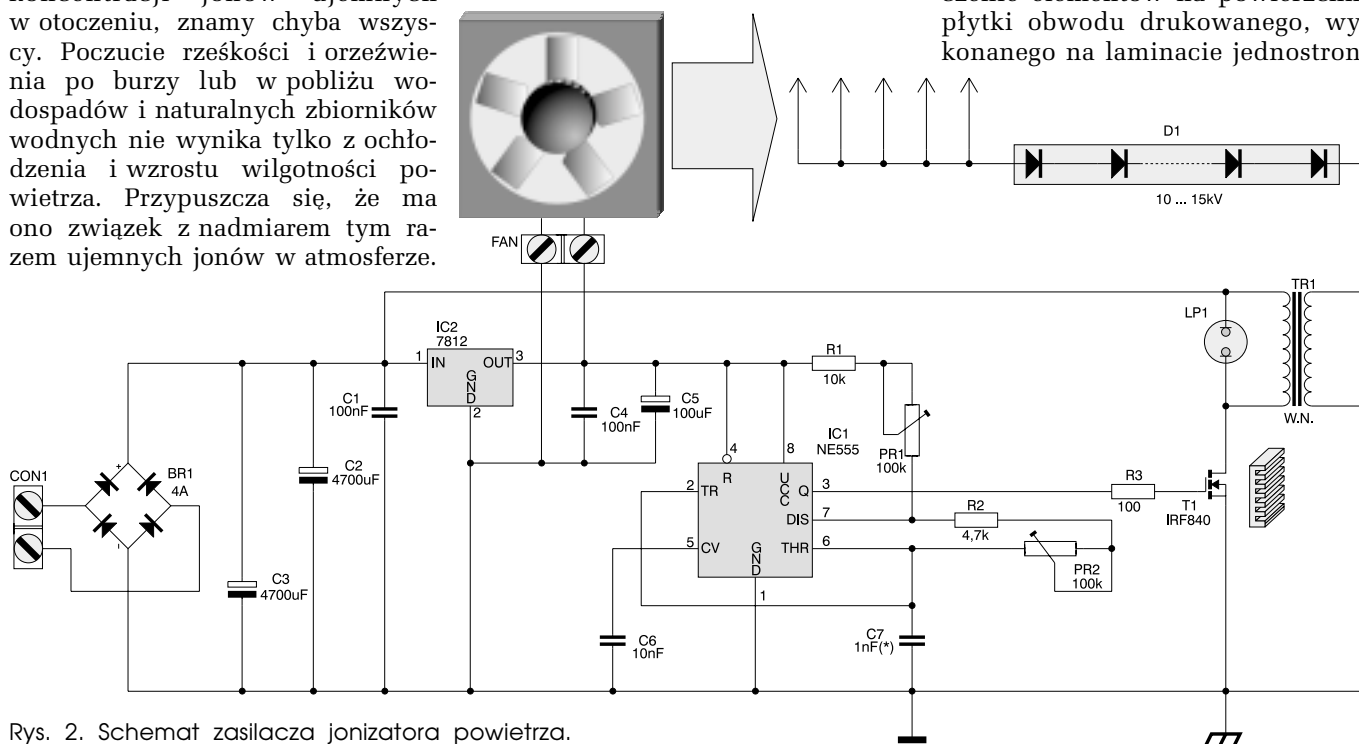 w otoczeniu, znamy chyba wszys-
cy. Poczucie rześkości i orzeźwie-
nia po burzy lub w pobliżu wo-
dospadów i naturalnych zbiorników
wodnych nie wynika tylko z ochło-
dzenia i wzrostu wilgotności po-
wietrza. Przypuszcza się, że ma
ono związek z nadmiarem tym ra-
zem ujemnych jonów w atmosferze.
płytki obwodu drukowanego, wy
konanego na laminacie jednostron
D1
10 ... 15kV
FAN
TR1
LP1
W.N.
IC2
7812
1
IN
OUT
3
GND
2
R1
10k
C1
100nF
C4
100nF
C5
100uF
IC1
NE555
PR1
100k
4
8
R
UCC
2
TR
Q
3
DIS
7
5
CV
GND
THR
6
1
R2
4,7k
R3
100
T1
IRF840
PR2
100k
CON1
+
BR1
4A
-
C2
4700uF
C3
4700uF
C6
10nF
C7
1nF(*)
Rys. 2. Schemat zasilacza jonizatora powietrza.